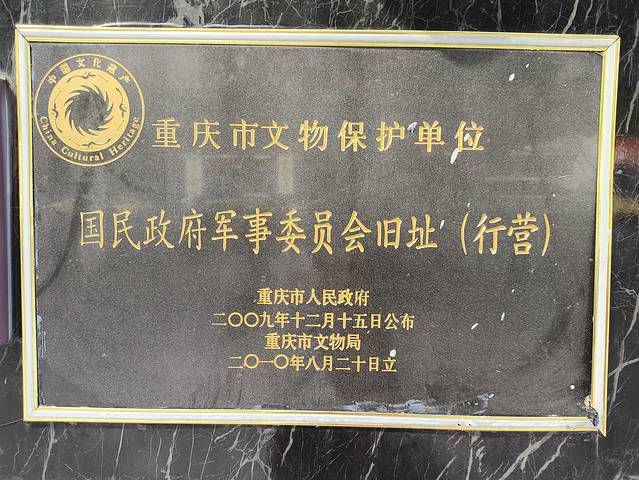 中国文化遗产
China Cultural Heritage
重庆市文物保护单位
国民政府军事委员会旧址（行营）
重庆市人民政府
二〇〇九年十二月十五日公布
重庆市文物局
二〇一〇年八月二十日立